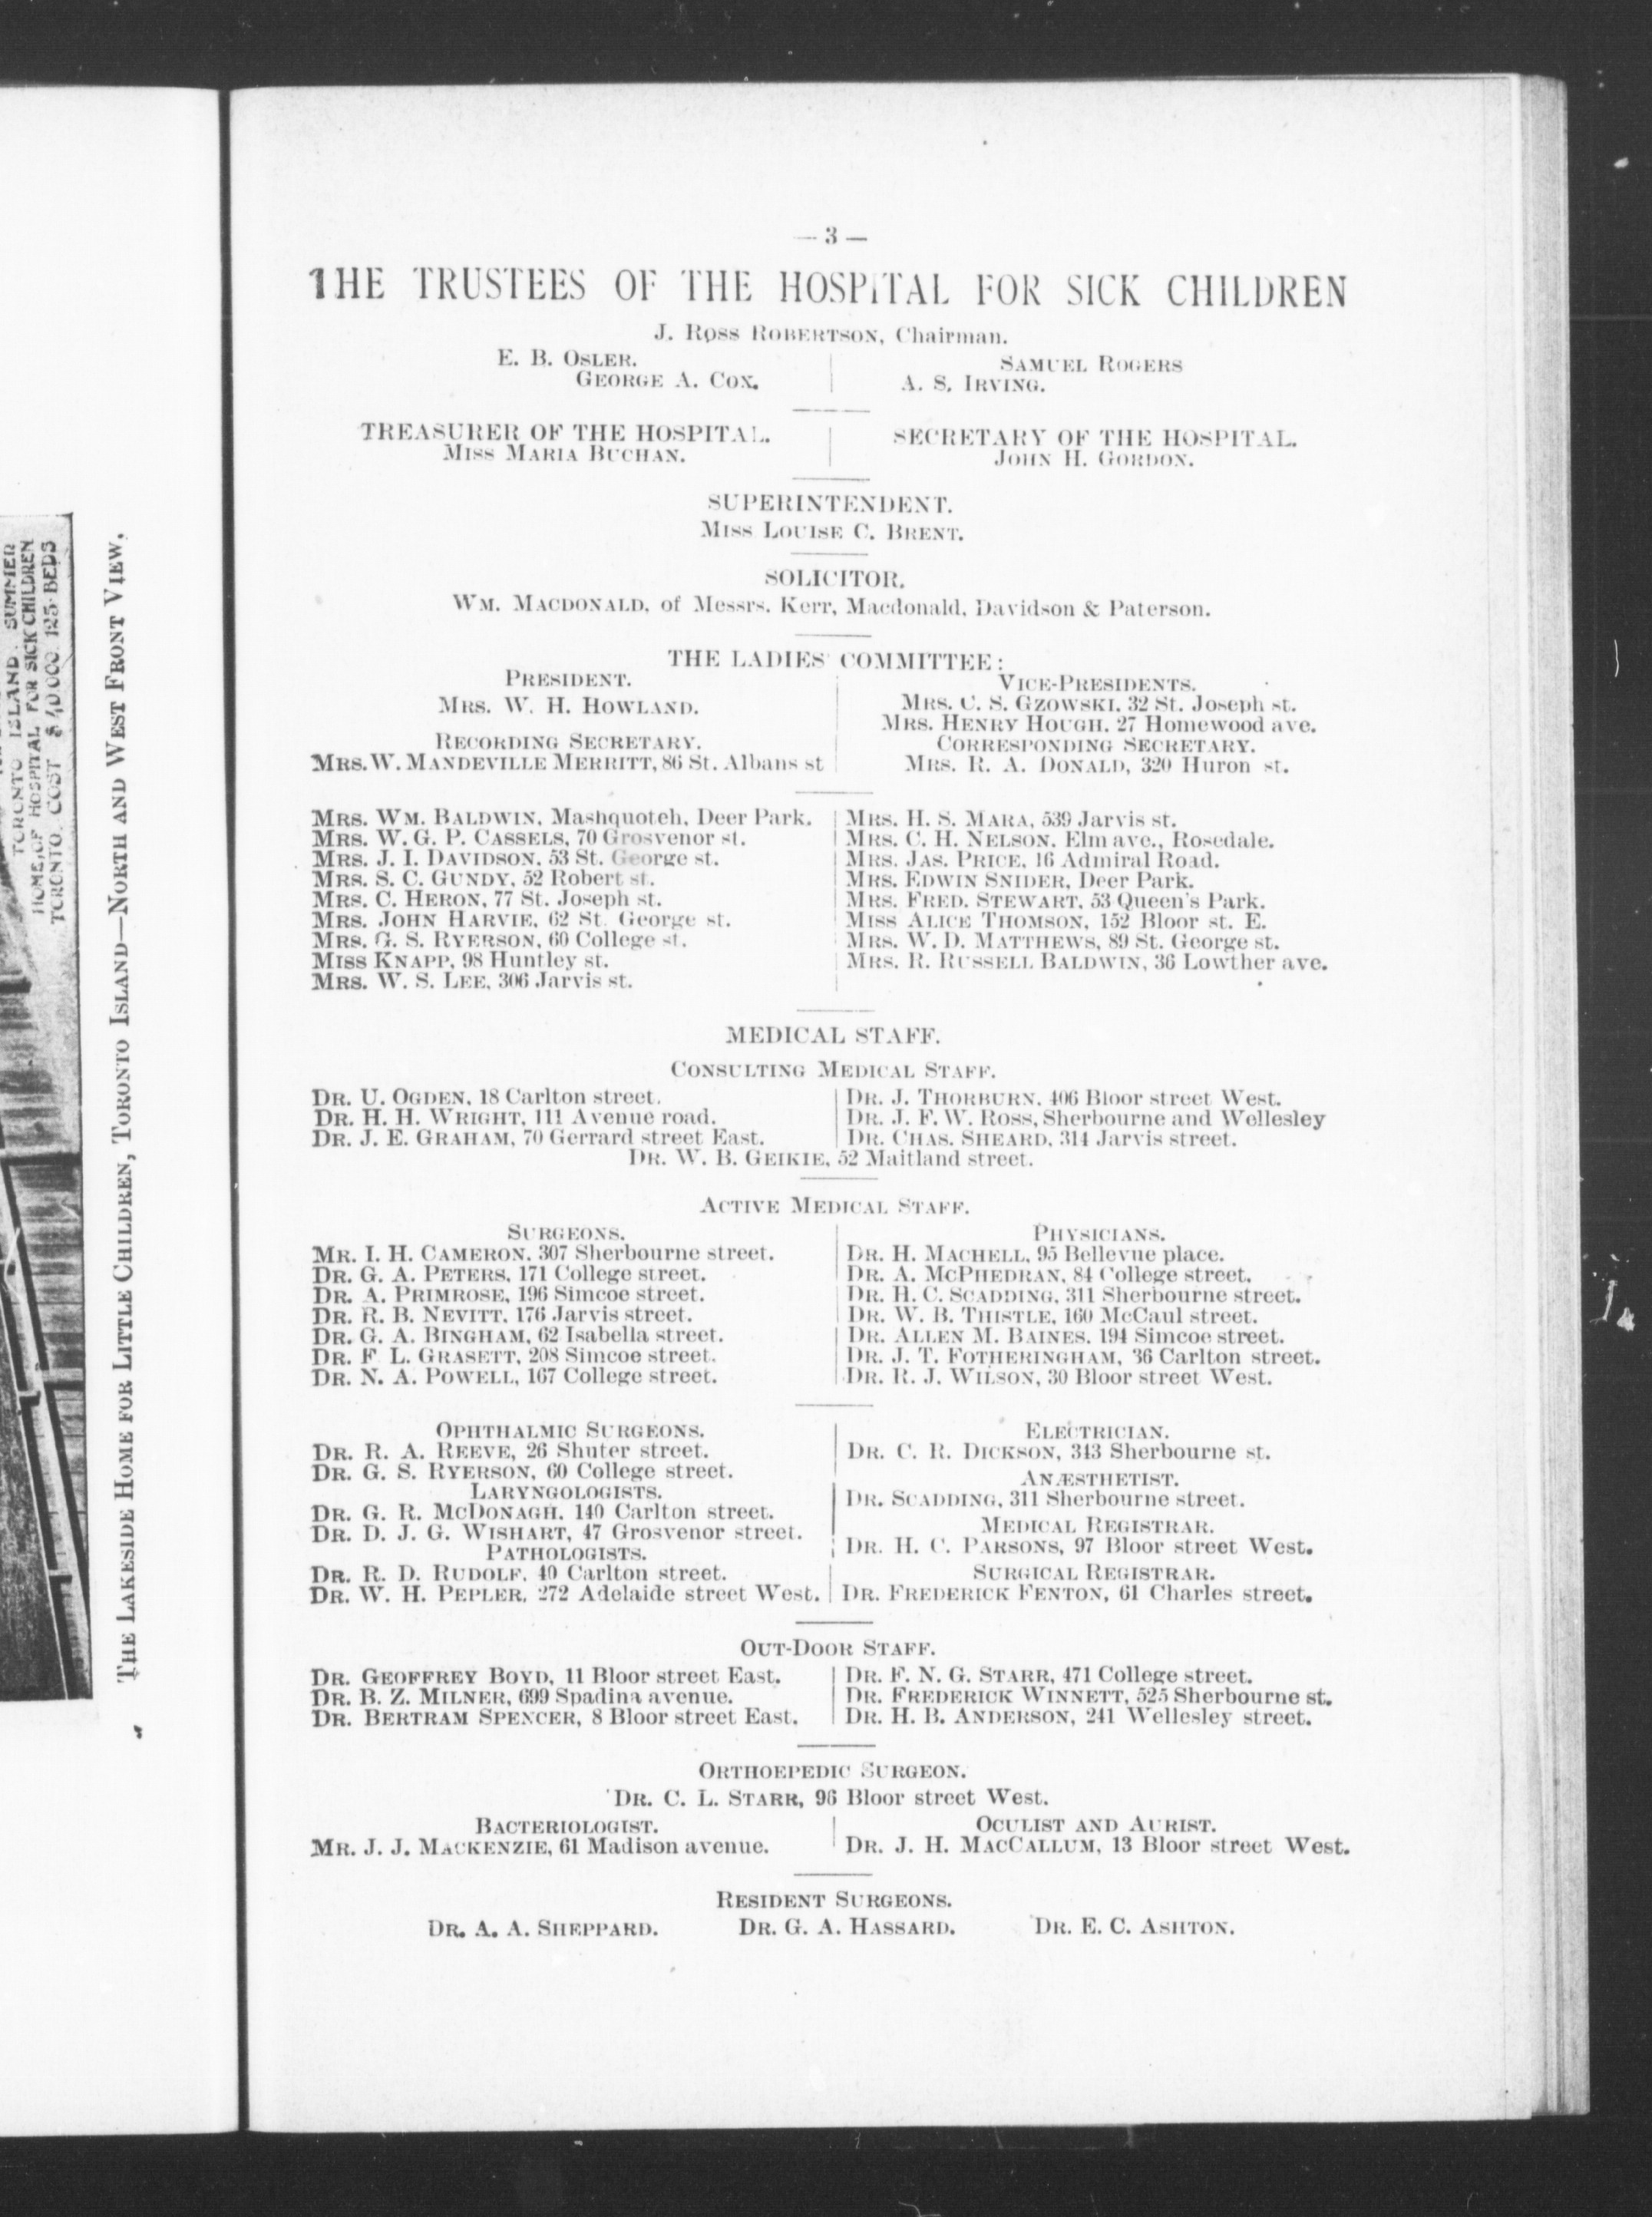 SUMMER
TORONTO ISLAND.
HOME,OF HOSPITAL FOR SICK CHILDREN
TORONTO. COST $40,000. 125·BEDS
THE LAKESIDE HOME FOR LITTLE CHILDREN, TORONTO ISLAND—NORTH AND WEST FRONT VIEW.
— 3 —
THE TRUSTEES OF THE HOSPITAL FOR SICK CHILDREN
J. ROSS ROBERTSON, Chairman.
E. B. OSLER.
GEORGE A. COX.
SAMUEL ROGERS
A. S. IRVING.
TREASURER OF THE HOSPITAL.
MISS MARIA BUCHAN.
SECRETARY OF THE HOSPITAL.
JOHN H. GORDON.
SUPERINTENDENT.
MISS LOUISE C. BRENT.
SOLICITOR.
WM. MACDONALD, of Messrs. Kerr, Macdonald, Davidson & Paterson.
THE LADIES' COMMITTEE:
PRESIDENT.
MRS. W. H. HOWLAND.
RECORDING SECRETARY.
MRS. W. MANDEVILLE MERRITT, 86 St. Albans st
VICE-PRESIDENTS.
MRS. C. S. GZOWSKI, 32 St. Joseph st.
MRS. HENRY HOUGH, 27 Homewood ave.
CORRESPONDING SECRETARY.
MRS. R. A. DONALD, 320 Huron st.
MRS. WM. BALDWIN, Mashquoteh, Deer Park.
MRS. W. G. P. CASSELS, 70 Grosvenor st.
MRS. J. I. DAVIDSON, 53 St. George st.
MRS. S. C. GUNDY, 52 Robert st.
MRS. C. HERON, 77 St. Joseph st.
MRS. JOHN HARVIE, 62 St. George st.
MRS. G. S. RYERSON, 60 College st.
MISS KNAPP, 98 Huntley st.
MRS. W. S. LEE, 306 Jarvis st.
MRS. H. S. MARA, 539 Jarvis st.
MRS. C. H. NELSON, Elm ave., Rosedale.
MRS. JAS. PRICE, 16 Admiral Road.
MRS. EDWIN SNIDER, Deer Park.
MRS. FRED. STEWART, 53 Queen's Park.
MISS ALICE THOMSON, 152 Bloor st. E.
MRS. W. D. MATTHEWS, 89 St. George st.
MRS. R. RUSSELL BALDWIN, 36 Lowther ave.
MEDICAL STAFF.
CONSULTING MEDICAL STAFF.
DR. U. OGDEN, 18 Carlton street.
DR. H. H. WRIGHT, 111 Avenue road.
DR. J. E. GRAHAM, 70 Gerrard street East.
DR. J. THORBURN, 406 Bloor street West.
DR. J. F. W. ROSS, Sherbourne and Wellesley
DR. CHAS. SHEARD, 314 Jarvis street.
DR. W. B. GEIKIE, 52 Maitland street.
ACTIVE MEDICAL STAFF.
SURGEONS.
MR. I. H. CAMERON, 307 Sherbourne street.
DR. G. A. PETERS, 171 College street.
DR. A. PRIMROSE, 196 Simcoe street.
DR. R. B. NEVITT, 176 Jarvis street.
DR. G. A. BINGHAM, 62 Isabella street.
DR. F L. GRASETT, 208 Simcoe street.
DR. N. A. POWELL, 167 College street.
PHYSICIANS.
DR. H. MACHELL, 95 Bellevue place.
DR. A. MCPHEDRAN, 84 College street.
DR. H. C. SCADDING, 311 Sherbourne street.
DR. W. B. THISTLE, 160 McCaul street.
DR. ALLEN M. BAINES, 194 Simcoe street.
DR. J. T. FOTHERINGHAM, 36 Carlton street.
DR. R. J. WILSON, 30 Bloor street West.
OPHTHALMIC SURGEONS.
DR. R. A. REEVE, 26 Shuter street.
DR. G. S. RYERSON, 60 College street.
LARYNGOLOGISTS.
DR. G. R. MCDONAGH, 140 Carlton street.
DR. D. J. G. WISHART, 47 Grosvenor street.
PATHOLOGISTS.
DR. R. D. RUDOLF, 40 Carlton street.
DR. W. H. PEPLER, 272 Adelaide street West.
ELECTRICIAN.
DR. C. R. DICKSON, 343 Sherbourne st.
ANÆSTHETIST.
DR. SCADDING, 311 Sherbourne street.
MEDICAL REGISTRAR.
DR. H. C. PARSONS, 97 Bloor street West.
SURGICAL REGISTRAR.
DR. FREDERICK FENTON, 61 Charles street.
OUT-DOOR STAFF.
DR. GEOFFREY BOYD, 11 Bloor street East.
DR. B. Z. MILNER, 699 Spadina avenue.
DR. BERTRAM SPENCER, 8 Bloor street East.
DR. F. N. G. STARR, 471 College street.
DR. FREDERICK WINNETT, 525 Sherbourne st.
DR. H. B. ANDERSON, 241 Wellesley street.
ORTHOEPEDIC SURGEON.
DR. C. L. STARR, 96 Bloor street West.
BACTERIOLOGIST.
MR. J. J. MACKENZIE, 61 Madison avenue.
OCULIST AND AURIST.
DR. J. H. MACCALLUM, 13 Bloor street West.
RESIDENT SURGEONS.
DR. A. A. SHEPPARD. DR. G. A. HASSARD. DR. E. C. ASHTON.